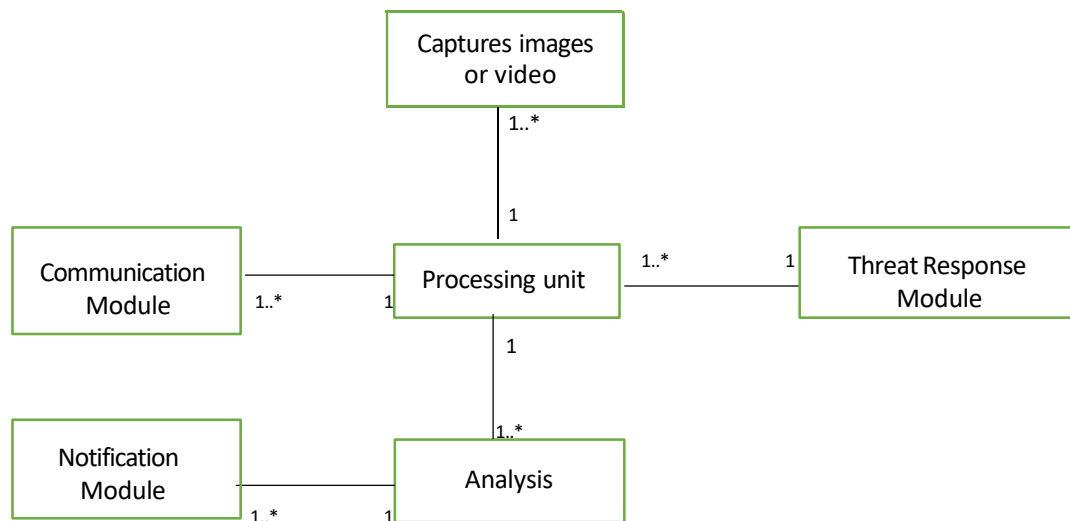 Captures images
or video
1..*
1
Communication
Module
1..*
1
Processing unit
1..*
1
Threat Response
Module
1
1..*
Notification
Module
1..*
1
Analysis